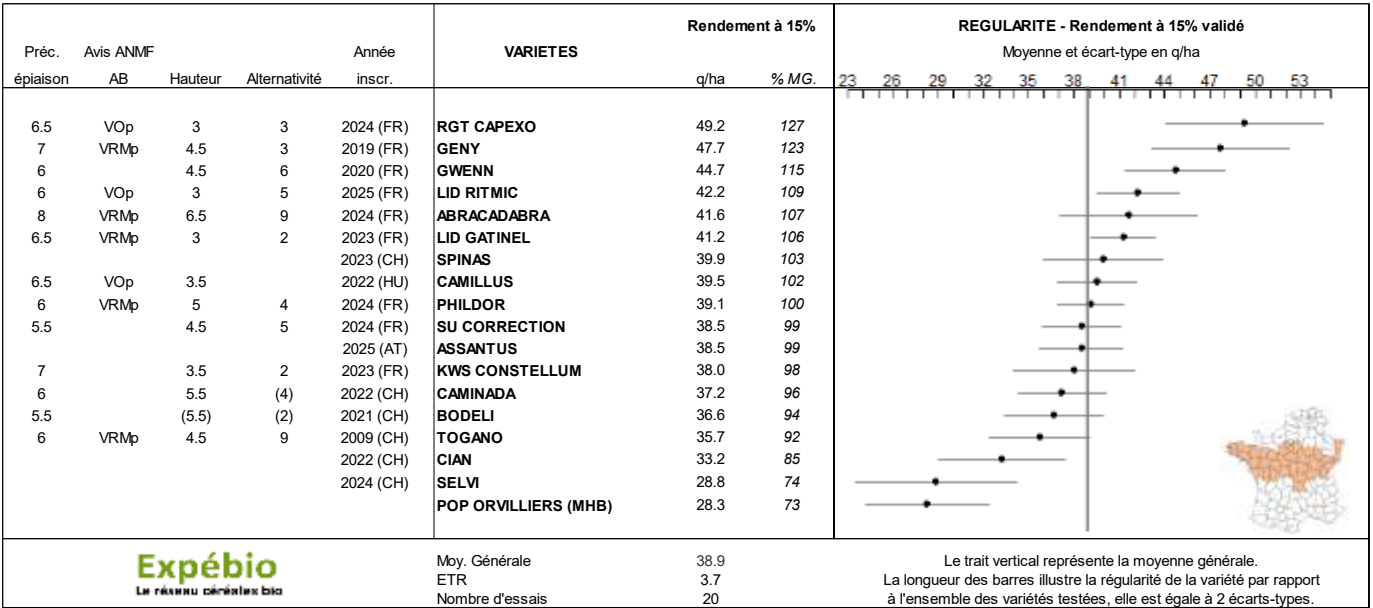 Rendement à 15% REGULARITE - Rendement à 15% validé
Préc. Avis ANMF Année VARIETES Moyenne et écart-type en q/ha
épiaison AB Hauteur Alternativité inscr. q/ha % MG. 23 26 29 32 35 38 41 44 47 50 53
6.5 VOp 3 3 2024 (FR) RGT CAPEXO 49.2 127
7 VRMp 4.5 3 2019 (FR) GENY 47.7 123
6 4.5 6 2020 (FR) GWENN 44.7 115
6 VOp 3 5 2025 (FR) LID RITMIC 42.2 109
8 VRMp 6.5 9 2024 (FR) ABRACADABRA 41.6 107
6.5 VRMp 3 2 2023 (FR) LID GATINEL 41.2 106
2023 (CH) SPINAS 39.9 103
6.5 VOp 3.5 2022 (HU) CAMILLUS 39.5 102
6 VRMp 5 4 2024 (FR) PHILDOR 39.1 100
5.5 4.5 5 2024 (FR) SU CORRECTION 38.5 99
2025 (AT) ASSANTUS 38.5 99
7 3.5 2 2023 (FR) KWS CONSTELLUM 38.0 98
6 5.5 (4) 2022 (CH) CAMINADA 37.2 96
5.5 (5.5) (2) 2021 (CH) BODELI 36.6 94
6 VRMp 4.5 9 2009 (CH) TOGANO 35.7 92
2022 (CH) CIAN 33.2 85
2024 (CH) SELVI 28.8 74
POP ORVILLIERS (MHB) 28.3 73
Expébio
Le réseau céréales bio
Moy. Générale 38.9
ETR 3.7
Nombre d'essais 20
Le trait vertical représente la moyenne générale.
La longueur des barres illustre la régularité de la variété par rapport
à l'ensemble des variétés testées, elle est égale à 2 écarts-types.